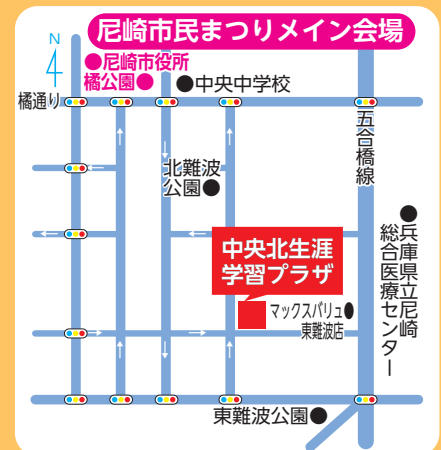 尼崎市民まつりメイン会場
N
●尼崎市役所
橘公園●
●中央中学校
橘通り
五合橋線
北難波
公園●
●兵庫県立尼崎
総合医療センター
中央北生涯
学習プラザ
マックスバリュ●
東難波店
東難波公園●